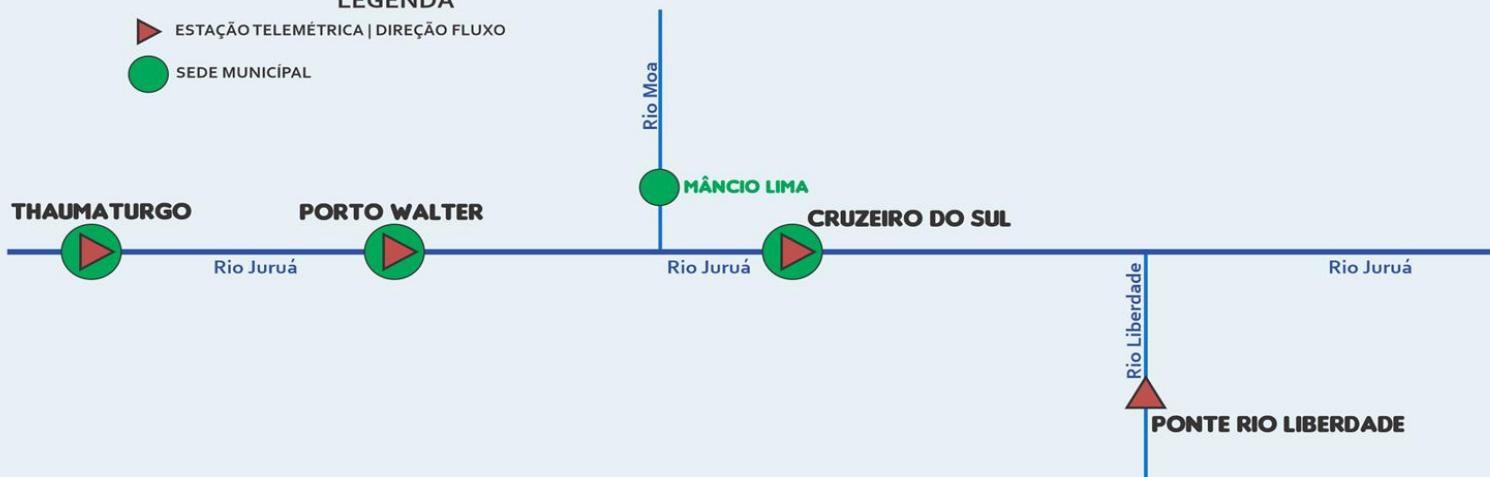 LEGENDA
ESTAÇÃO TELEMÉTRICA | DIREÇÃO FLUXO
SEDE MUNICÍPAL
Rio Moa
MÂNCIO LIMA
THAUMATURGO
PORTO WALTER
CRUZEIRO DO SUL
Rio Juruá
Rio Juruá
Rio Juruá
Rio Liberdade
PONTE RIO LIBERDADE